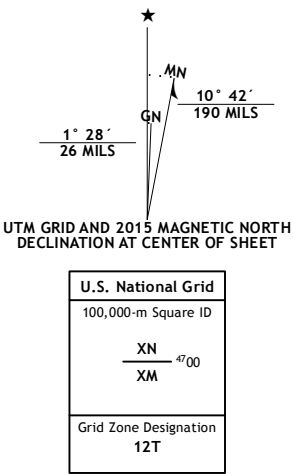 ★
MN
GN
10° 42´
190 MILS
1° 28´
26 MILS
UTM GRID AND 2015 MAGNETIC NORTH
DECLINATION AT CENTER OF SHEET
U.S. National Grid
100,000-m Square ID
XN
4700
XM
Grid Zone Designation
12T